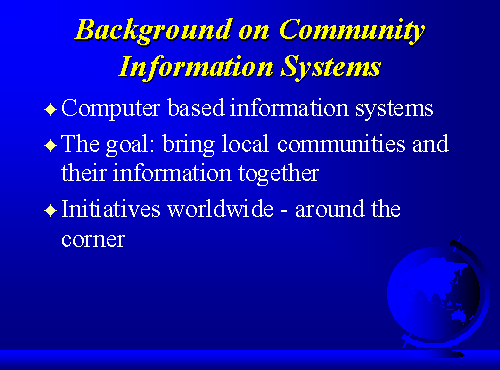 Background on Community
Information Systems
Computer based information systems
The goal: bring local communities and
their information together
Initiatives worldwide - around the
corner